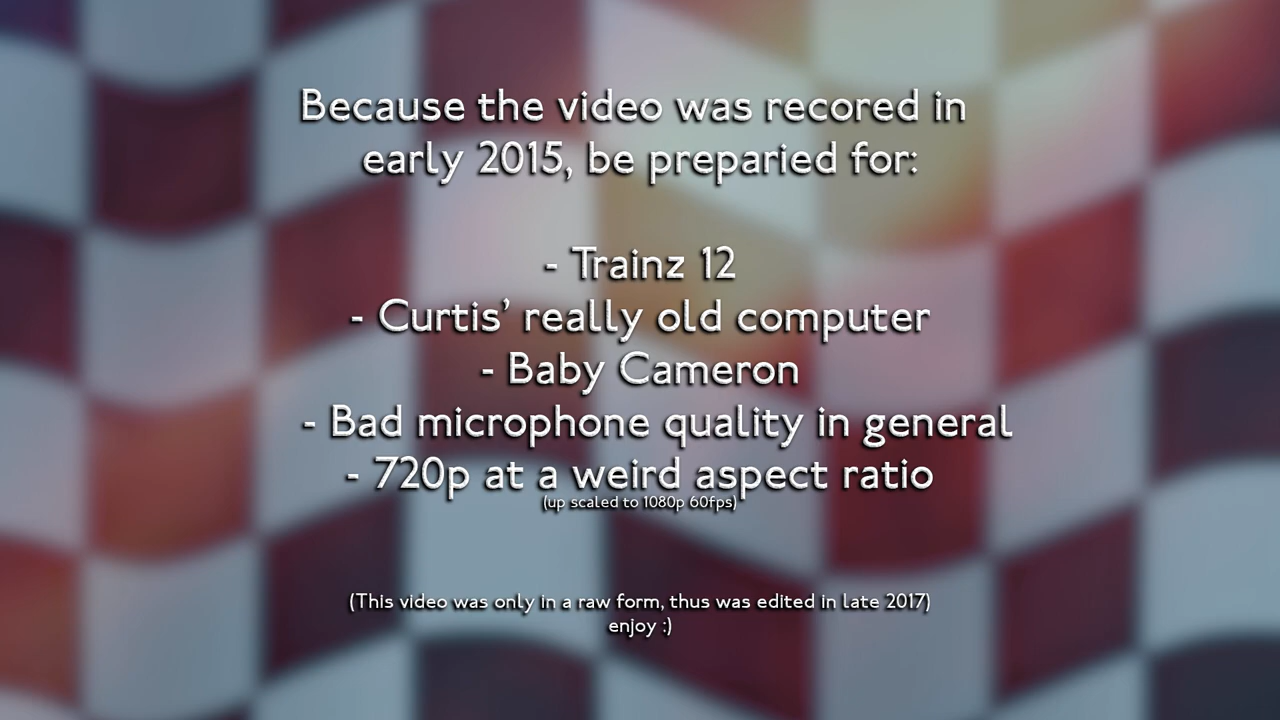 Because the video was recored in
early 2015, be preparied for:
- Trainz 12
- Curtis’ really old computer
- Baby Cameron
- Bad microphone quality in general
- 720p at a weird aspect ratio
(up scaled to 1080p 60fps)
(This video was only in a raw form, thus was edited in late 2017)
enjoy :)